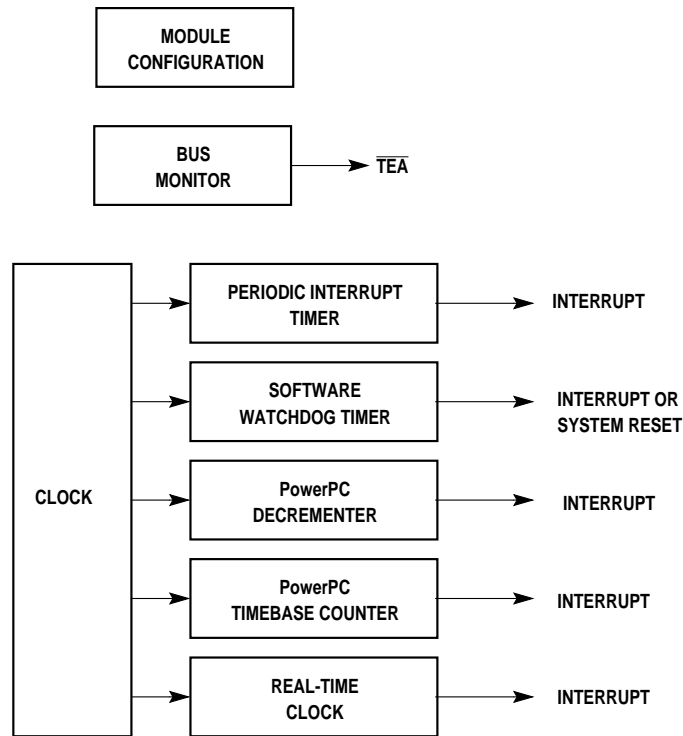 MODULE
CONFIGURATION
BUS
MONITOR
T̅E̅A̅
PERIODIC INTERRUPT
TIMER
INTERRUPT
SOFTWARE
WATCHDOG TIMER
INTERRUPT OR
SYSTEM RESET
CLOCK
PowerPC
DECREMENTER
INTERRUPT
PowerPC
TIMEBASE COUNTER
INTERRUPT
REAL-TIME
CLOCK
INTERRUPT